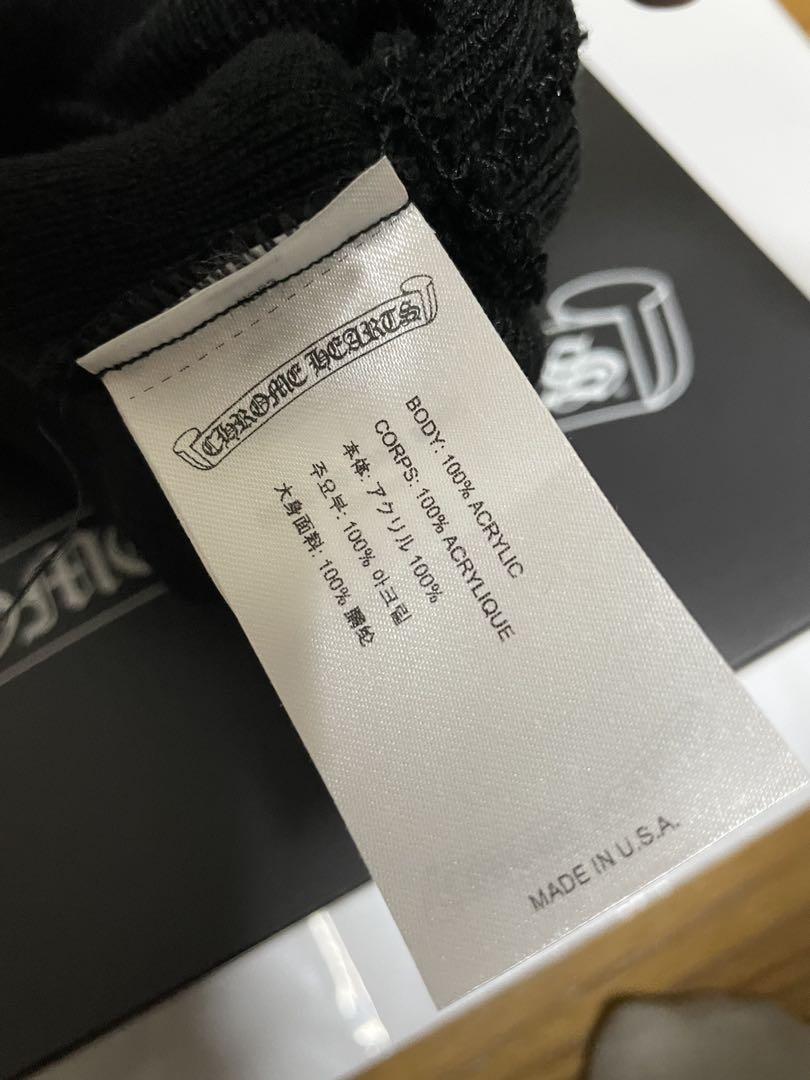 CHROME HEARTS
BODY: 100% ACRYLIC
CORPS: 100% ACRYLIQUE
本体: アクリル 100%
주요부: 100% 아크릴
大身面料: 100% 腈纶
MADE IN U.S.A.